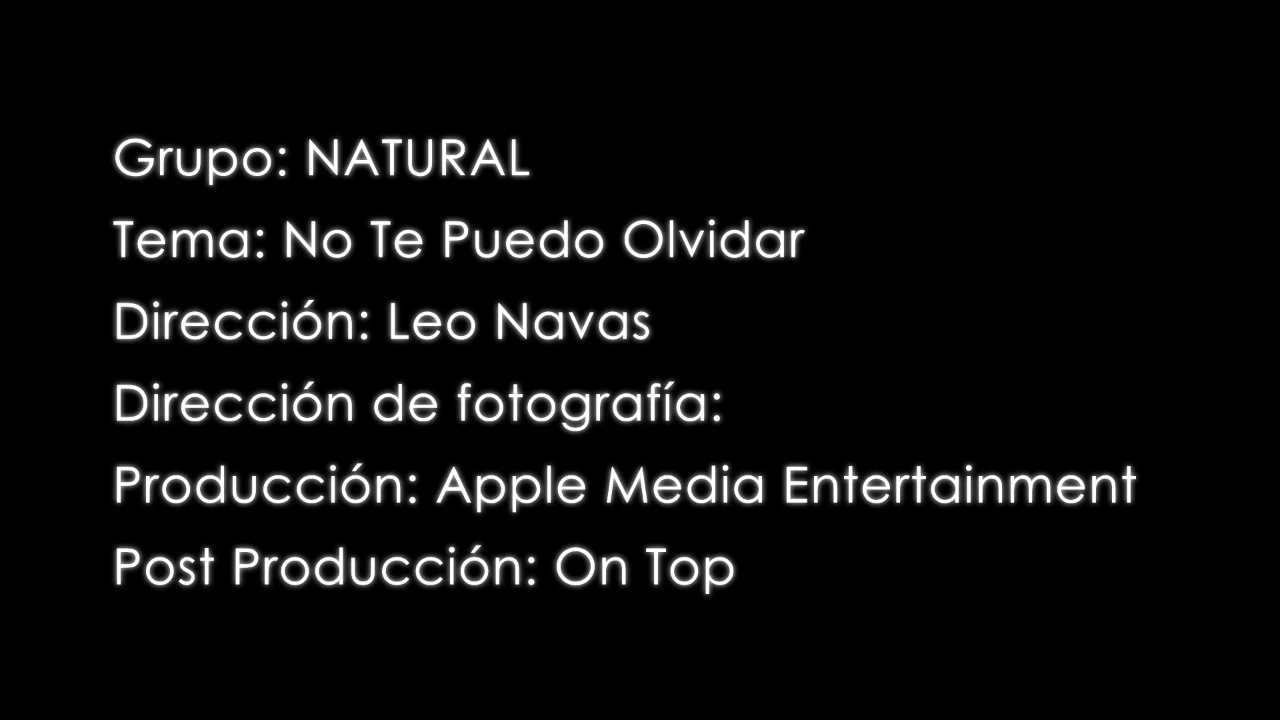 Grupo: NATURAL
Tema: No Te Puedo Olvidar
Dirección: Leo Navas
Dirección de fotografía:
Producción: Apple Media Entertainment
Post Producción: On Top